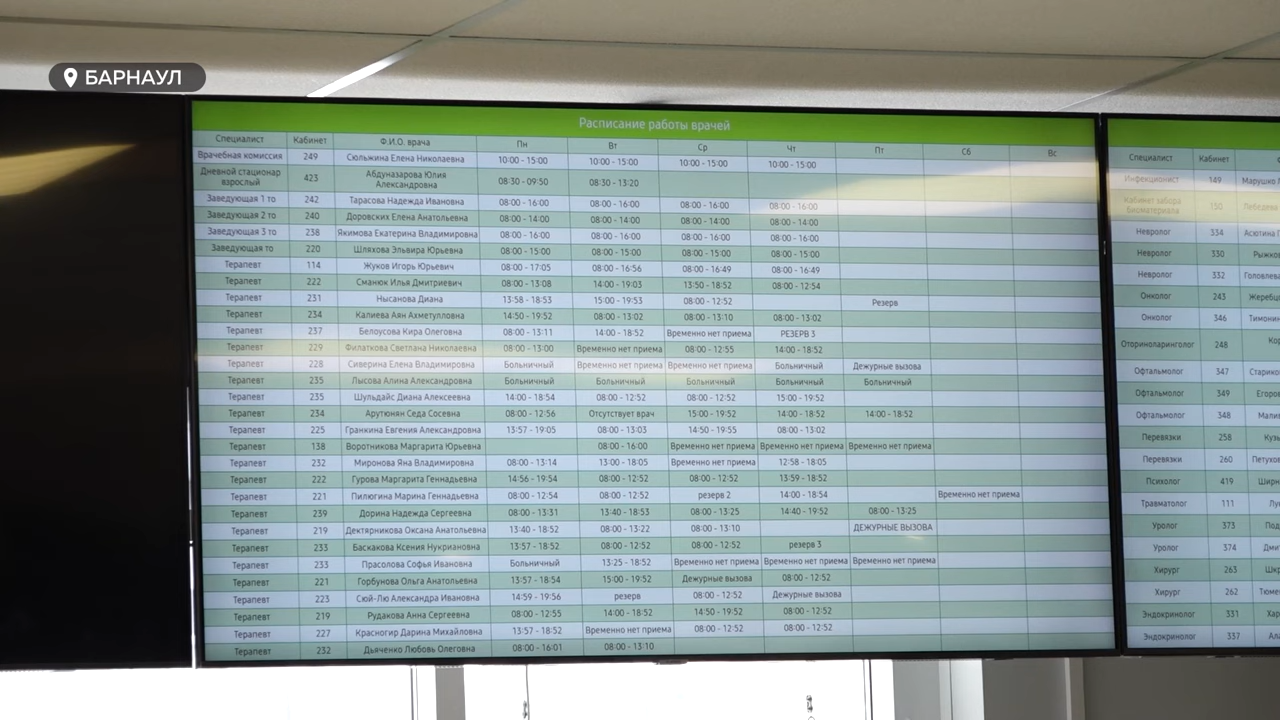 БАРНАУЛ
Расписание работы врачей
Специалист Кабинет Ф.И.О. врача Пн Вт Ср Чт Пт Сб Вс
Врачебная комиссия 249 Сюльжина Елена Николаевна 10:00 - 15:00 10:00 - 15:00 10:00 - 15:00 10:00 - 15:00
Дневной стационар взрослый 423 Абдуназарова Юлия Александровна 08:30 - 09:50 08:30 - 13:20
Заведующая 1 то 242 Тарасова Надежда Ивановна 08:00 - 16:00 08:00 - 16:00 08:00 - 16:00 08:00 - 16:00
Заведующая 2 то 240 Доровских Елена Анатольевна 08:00 - 14:00 08:00 - 14:00 08:00 - 14:00 08:00 - 14:00
Заведующая 3 то 238 Якимова Екатерина Владимировна 08:00 - 16:00 08:00 - 16:00 08:00 - 16:00 08:00 - 16:00
Заведующая то 220 Шляхова Эльвира Юрьевна 08:00 - 15:00 08:00 - 15:00 08:00 - 15:00 08:00 - 15:00
Терапевт 114 Жуков Игорь Юрьевич 08:00 - 17:05 08:00 - 16:56 08:00 - 16:49 08:00 - 16:49
Терапевт 222 Сманюк Илья Дмитриевич 08:00 - 13:08 14:00 - 19:03 13:50 - 18:52 08:00 - 12:54
Терапевт 231 Нысанова Диана 13:58 - 18:53 15:00 - 19:53 08:00 - 12:52 Резерв
Терапевт 234 Калиева Аян Ахметулловна 14:50 - 19:52 08:00 - 13:02 08:00 - 13:10 08:00 - 13:02
Терапевт 237 Белоусова Кира Олеговна 08:00 - 13:11 14:00 - 18:52 Временно нет приема РЕЗЕРВ 3
Терапевт 229 Филаткова Светлана Николаевна 08:00 - 13:00 Временно нет приема 08:00 - 12:55 14:00 - 18:52
Терапевт 228 Сиверина Елена Владимировна Больничный Временно нет приема Временно нет приема Больничный Дежурные вызова
Терапевт 235 Лысова Алина Александровна Больничный Больничный Больничный Больничный Больничный
Терапевт 235 Шульдайс Диана Алексеевна 14:00 - 18:54 08:00 - 12:52 08:00 - 12:52 15:00 - 19:52
Терапевт 234 Арутюнян Седа Сосевна 08:00 - 12:56 Отсутствует врач 15:00 - 19:52 14:00 - 18:52 14:00 - 18:52
Терапевт 225 Гранкина Евгения Александровна 13:57 - 19:05 08:00 - 13:03 14:50 - 19:55 08:00 - 13:02
Терапевт 138 Воротникова Маргарита Юрьевна 08:00 - 16:00 Временно нет приема Временно нет приема Временно нет приема
Терапевт 232 Миронова Яна Владимировна 08:00 - 13:14 13:00 - 18:05 Временно нет приема 12:58 - 18:05
Терапевт 222 Гурова Маргарита Геннадьевна 14:56 - 19:54 08:00 - 12:52 08:00 - 12:52 13:59 - 18:52
Терапевт 221 Пилюгина Марина Геннадьевна 08:00 - 12:54 08:00 - 12:52 резерв 2 14:00 - 18:54 Временно нет приема
Терапевт 239 Дорина Надежда Сергеевна 08:00 - 13:31 13:40 - 18:53 08:00 - 13:25 14:40 - 19:52 08:00 - 13:25
Терапевт 219 Дектярникова Оксана Анатольевна 13:40 - 18:52 08:00 - 13:22 08:00 - 13:10 ДЕЖУРНЫЕ ВЫЗОВА
Терапевт 233 Баскакова Ксения Нукриановна 13:57 - 18:52 08:00 - 12:52 08:00 - 12:52 резерв 3
Терапевт 233 Прасолова Софья Ивановна Больничный 13:25 - 18:52 Временно нет приема Временно нет приема Временно нет приема
Терапевт 221 Горбунова Ольга Анатольевна 13:57 - 18:54 15:00 - 19:52 Дежурные вызова 08:00 - 12:52
Терапевт 223 Сюй-Лю Александра Ивановна 14:59 - 19:56 резерв 08:00 - 12:52 Дежурные вызова
Терапевт 219 Рудакова Анна Сергеевна 08:00 - 12:55 14:00 - 18:52 14:50 - 19:52 08:00 - 12:52
Терапевт 227 Красногир Дарина Михайловна 13:57 - 18:52 Временно нет приема 08:00 - 12:52 08:00 - 12:52
Терапевт 232 Дьяченко Любовь Олеговна 08:00 - 16:01 08:00 - 13:10
Специалист Кабинет
Инфекционист 149
Кабинет забора биоматериала 150
Невролог 334
Невролог 330
Невролог 332
Онколог 243
Онколог 346
Оториноларинголог 248
Офтальмолог 347
Офтальмолог 349
Офтальмолог 348
Перевязки 258
Перевязки 260
Психолог 419
Травматолог 111
Уролог 373
Уролог 374
Хирург 263
Хирург 262
Эндокринолог 331
Эндокринолог 337